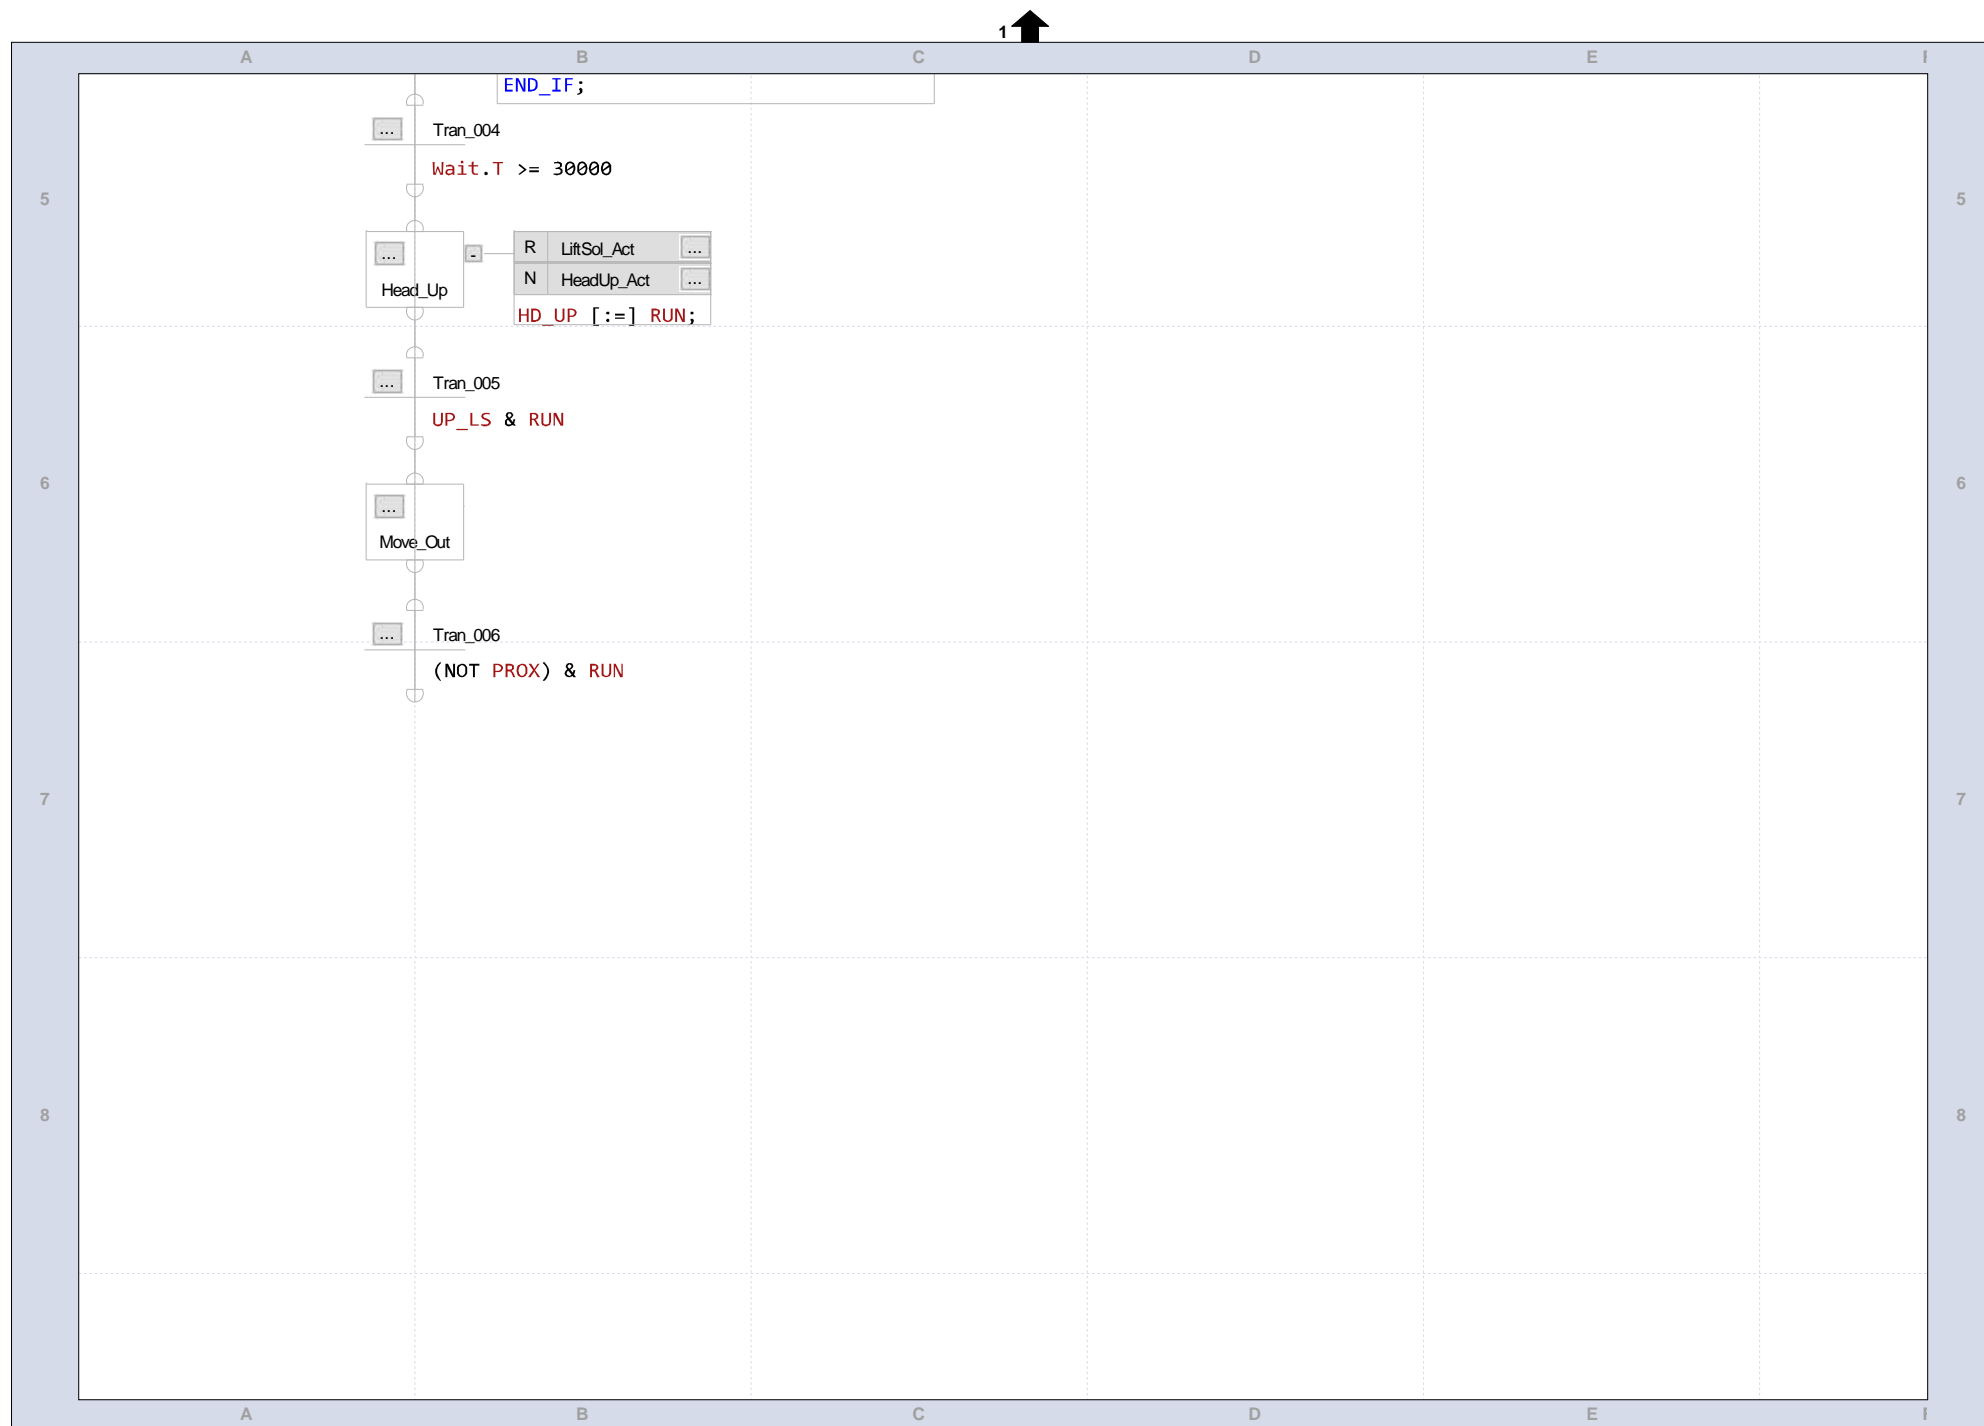 1
A B C D E
END_IF;
... Tran_004
Wait.T >= 30000
5 5
... - R LiftSol_Act ...
N HeadUp_Act ...
Head_Up
HD_UP [:=] RUN;
... Tran_005
UP_LS & RUN
6 6
...
Move_Out
... Tran_006
(NOT PROX) & RUN
7 7
8 8
A B C D E